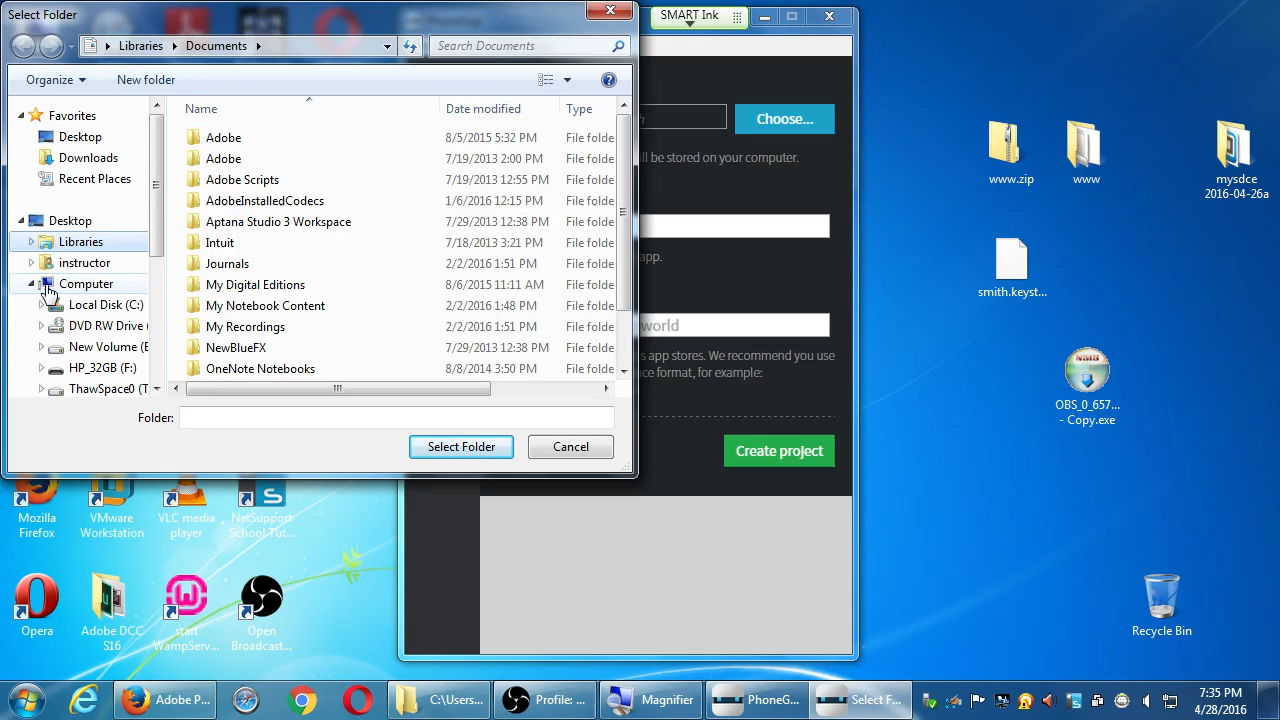 Select Folder
SMART Ink
Libraries
Documents
Search Documents
Organize
New folder
Name
Date modified
Type
Favorites
Desktop
Downloads
Recent Places
Desktop
Libraries
instructor
Computer
Local Disk (C:)
DVD RW Drive (
New Volume (E
HP_32GB (F:)
ThawSpace0 (T
Adobe 8/5/2015 5:32 PM File folde
Adobe 7/19/2013 2:00 PM File folde
Adobe Scripts 7/19/2013 12:55 PM File folde
AdobeInstalledCodecs 1/6/2016 12:15 PM File folde
Aptana Studio 3 Workspace 7/29/2013 12:38 PM File folde
Intuit 7/18/2013 3:21 PM File folde
Journals 2/2/2016 1:51 PM File folde
My Digital Editions 8/6/2015 11:11 AM File folde
My Notebook Content 2/2/2016 1:48 PM File folde
My Recordings 2/2/2016 1:51 PM File folde
NewBlueFX 7/29/2013 12:38 PM File folde
OneNote Notebooks 8/8/2014 3:50 PM File folde
Folder:
Select Folder
Cancel
Choose...
ill be stored on your computer.
app.
world
s app stores. We recommend you use
ce format, for example:
Create project
www.zip
www
mysdce
2016-04-26a
smith.keyst...
NSIS
OBS_0_657...
- Copy.exe
Recycle Bin
Mozilla
Firefox
VMware
Workstation
VLC media
player
NetSupport
School Tut...
Opera
Adobe DCC
S16
start
WampServ...
Open
Broadcast...
Adobe P...
C:\Users...
Profile: ...
Magnifier
PhoneG...
Select F...
7:35 PM
4/28/2016